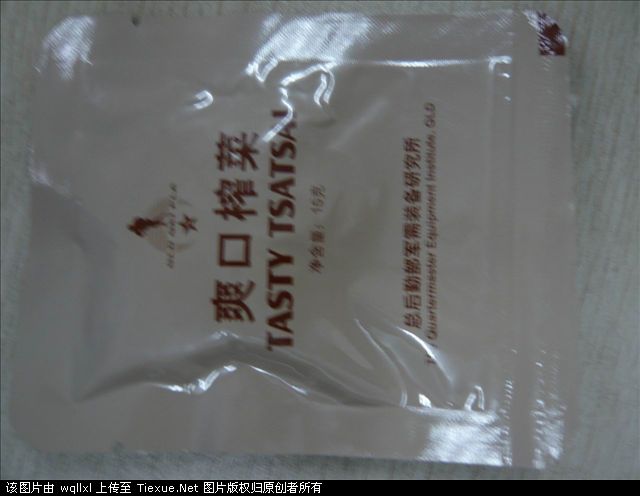 爽口榨菜
TASTY TSATSAI
净含量：15克
总后勤部军需装备研究所
Quartermaster Equipment Institute, GLD
该图片由 wqllxl 上传至 Tiexue.Net 图片版权归原创者所有